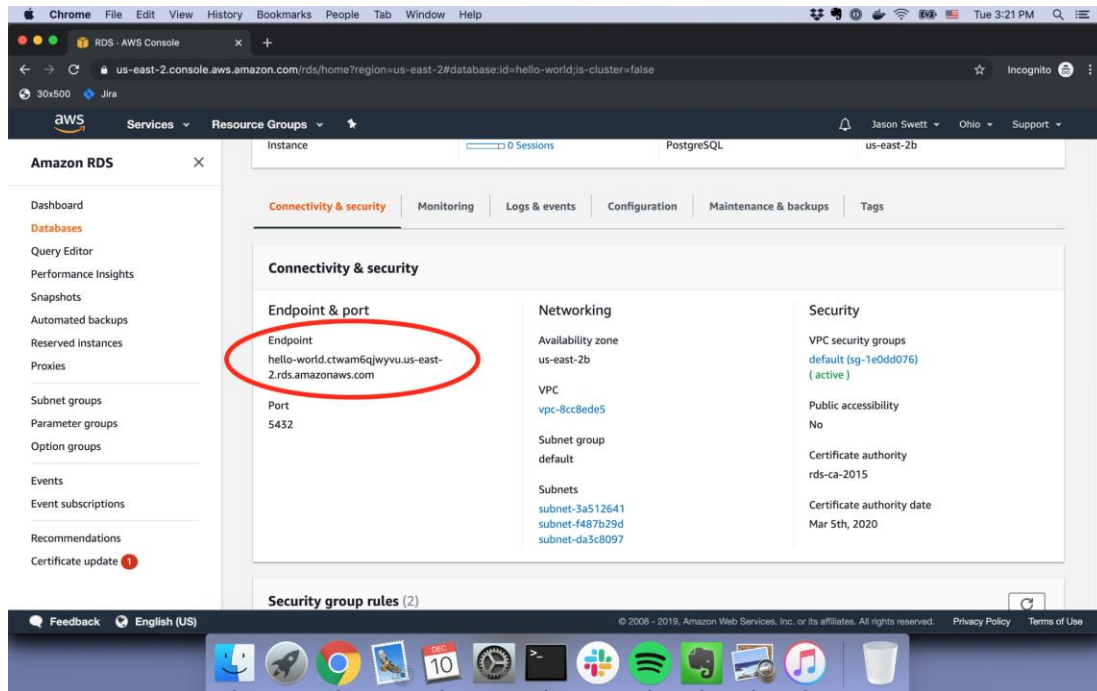 Chrome File Edit View History Bookmarks People Tab Window Help Tue 3:21 PM
RDS · AWS Console
us-east-2.console.aws.amazon.com/rds/home?region=us-east-2#database:id=hello-world;is-cluster=false Incognito
30x500 Jira
aws Services Resource Groups Jason Swett Ohio Support
Amazon RDS
Dashboard
Databases
Query Editor
Performance Insights
Snapshots
Automated backups
Reserved instances
Proxies
Subnet groups
Parameter groups
Option groups
Events
Event subscriptions
Recommendations
Certificate update 1
Instance 0 Sessions PostgreSQL us-east-2b
Connectivity & security Monitoring Logs & events Configuration Maintenance & backups Tags
Connectivity & security
Endpoint & port
Endpoint
hello-world.ctwam6qjwyvu.us-east-
2.rds.amazonaws.com
Port
5432
Networking
Availability zone
us-east-2b
VPC
vpc-8cc8ede5
Subnet group
default
Subnets
subnet-3a512641
subnet-f487b29d
subnet-da3c8097
Security
VPC security groups
default (sg-1e0dd076)
( active )
Public accessibility
No
Certificate authority
rds-ca-2015
Certificate authority date
Mar 5th, 2020
Security group rules (2)
Feedback English (US) © 2008 - 2019, Amazon Web Services, Inc. or its affiliates. All rights reserved. Privacy Policy Terms of Use
DEC
10